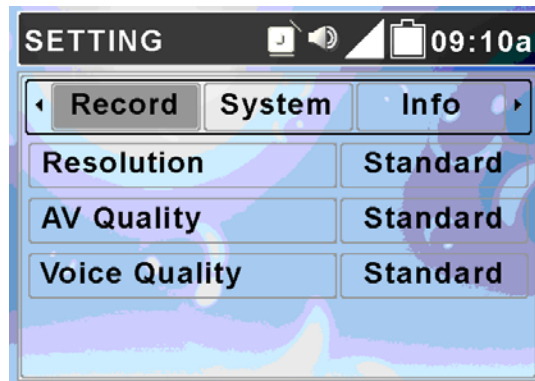 SETTING J 09:10a
Record System Info
Resolution Standard
AV Quality Standard
Voice Quality Standard